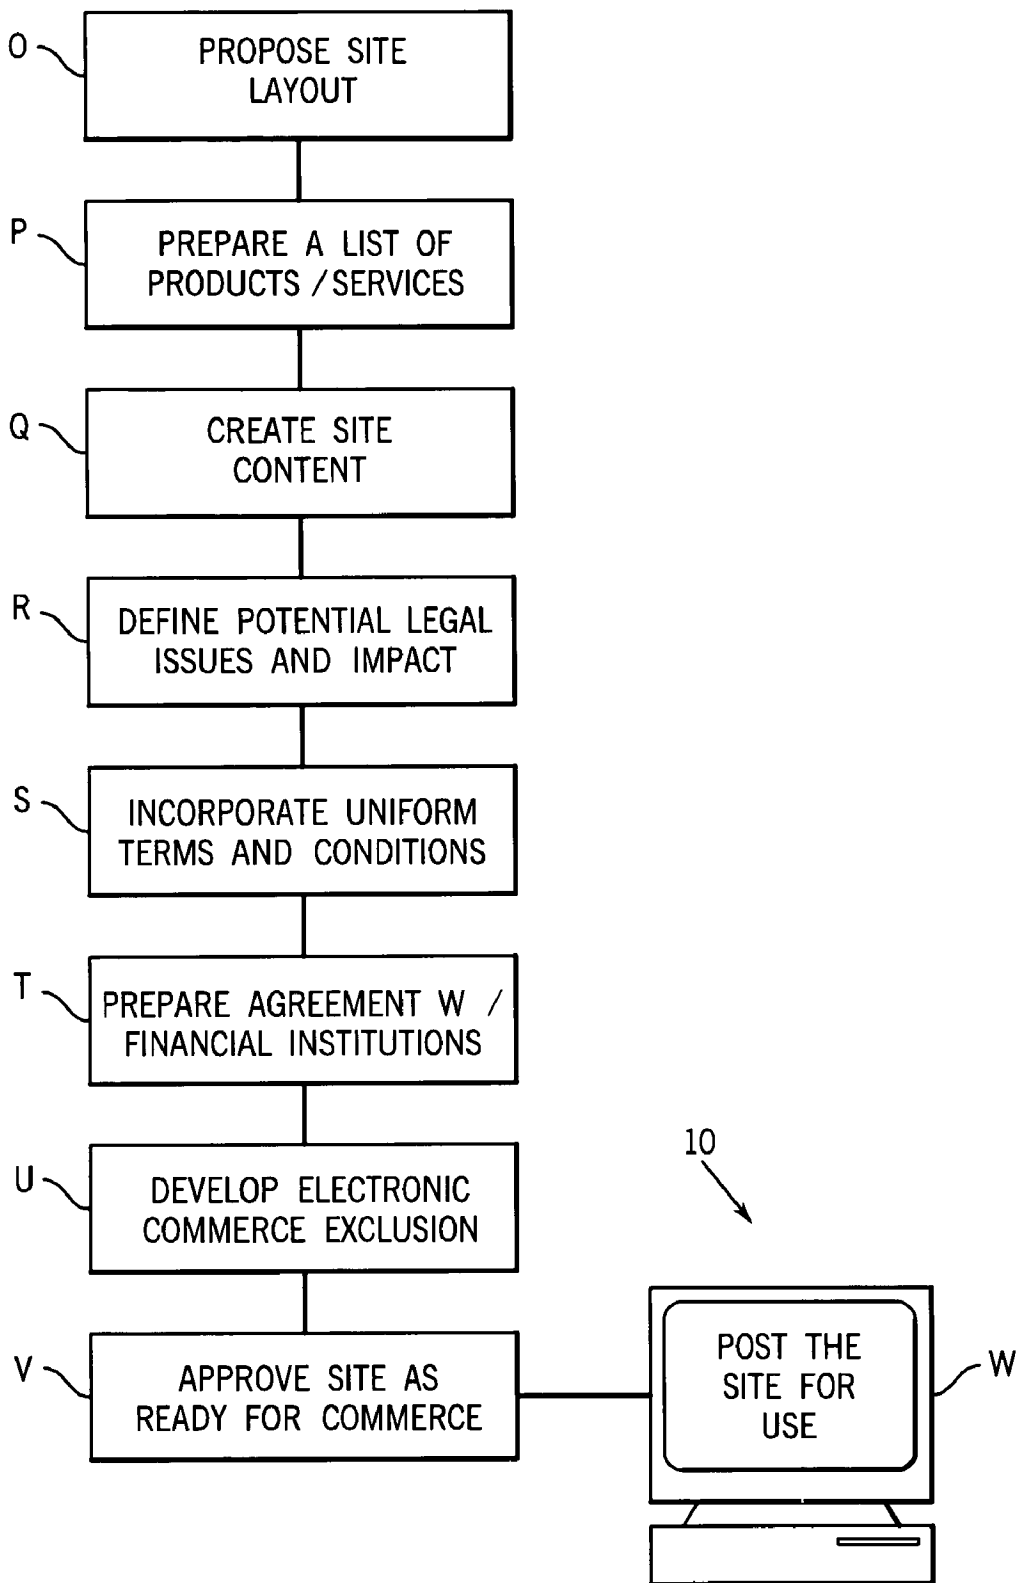 O
PROPOSE SITE
LAYOUT
P
PREPARE A LIST OF
PRODUCTS / SERVICES
Q
CREATE SITE
CONTENT
R
DEFINE POTENTIAL LEGAL
ISSUES AND IMPACT
S
INCORPORATE UNIFORM
TERMS AND CONDITIONS
T
PREPARE AGREEMENT W /
FINANCIAL INSTITUTIONS
U
DEVELOP ELECTRONIC
COMMERCE EXCLUSION
V
APPROVE SITE AS
READY FOR COMMERCE
10
POST THE
SITE FOR
USE
W